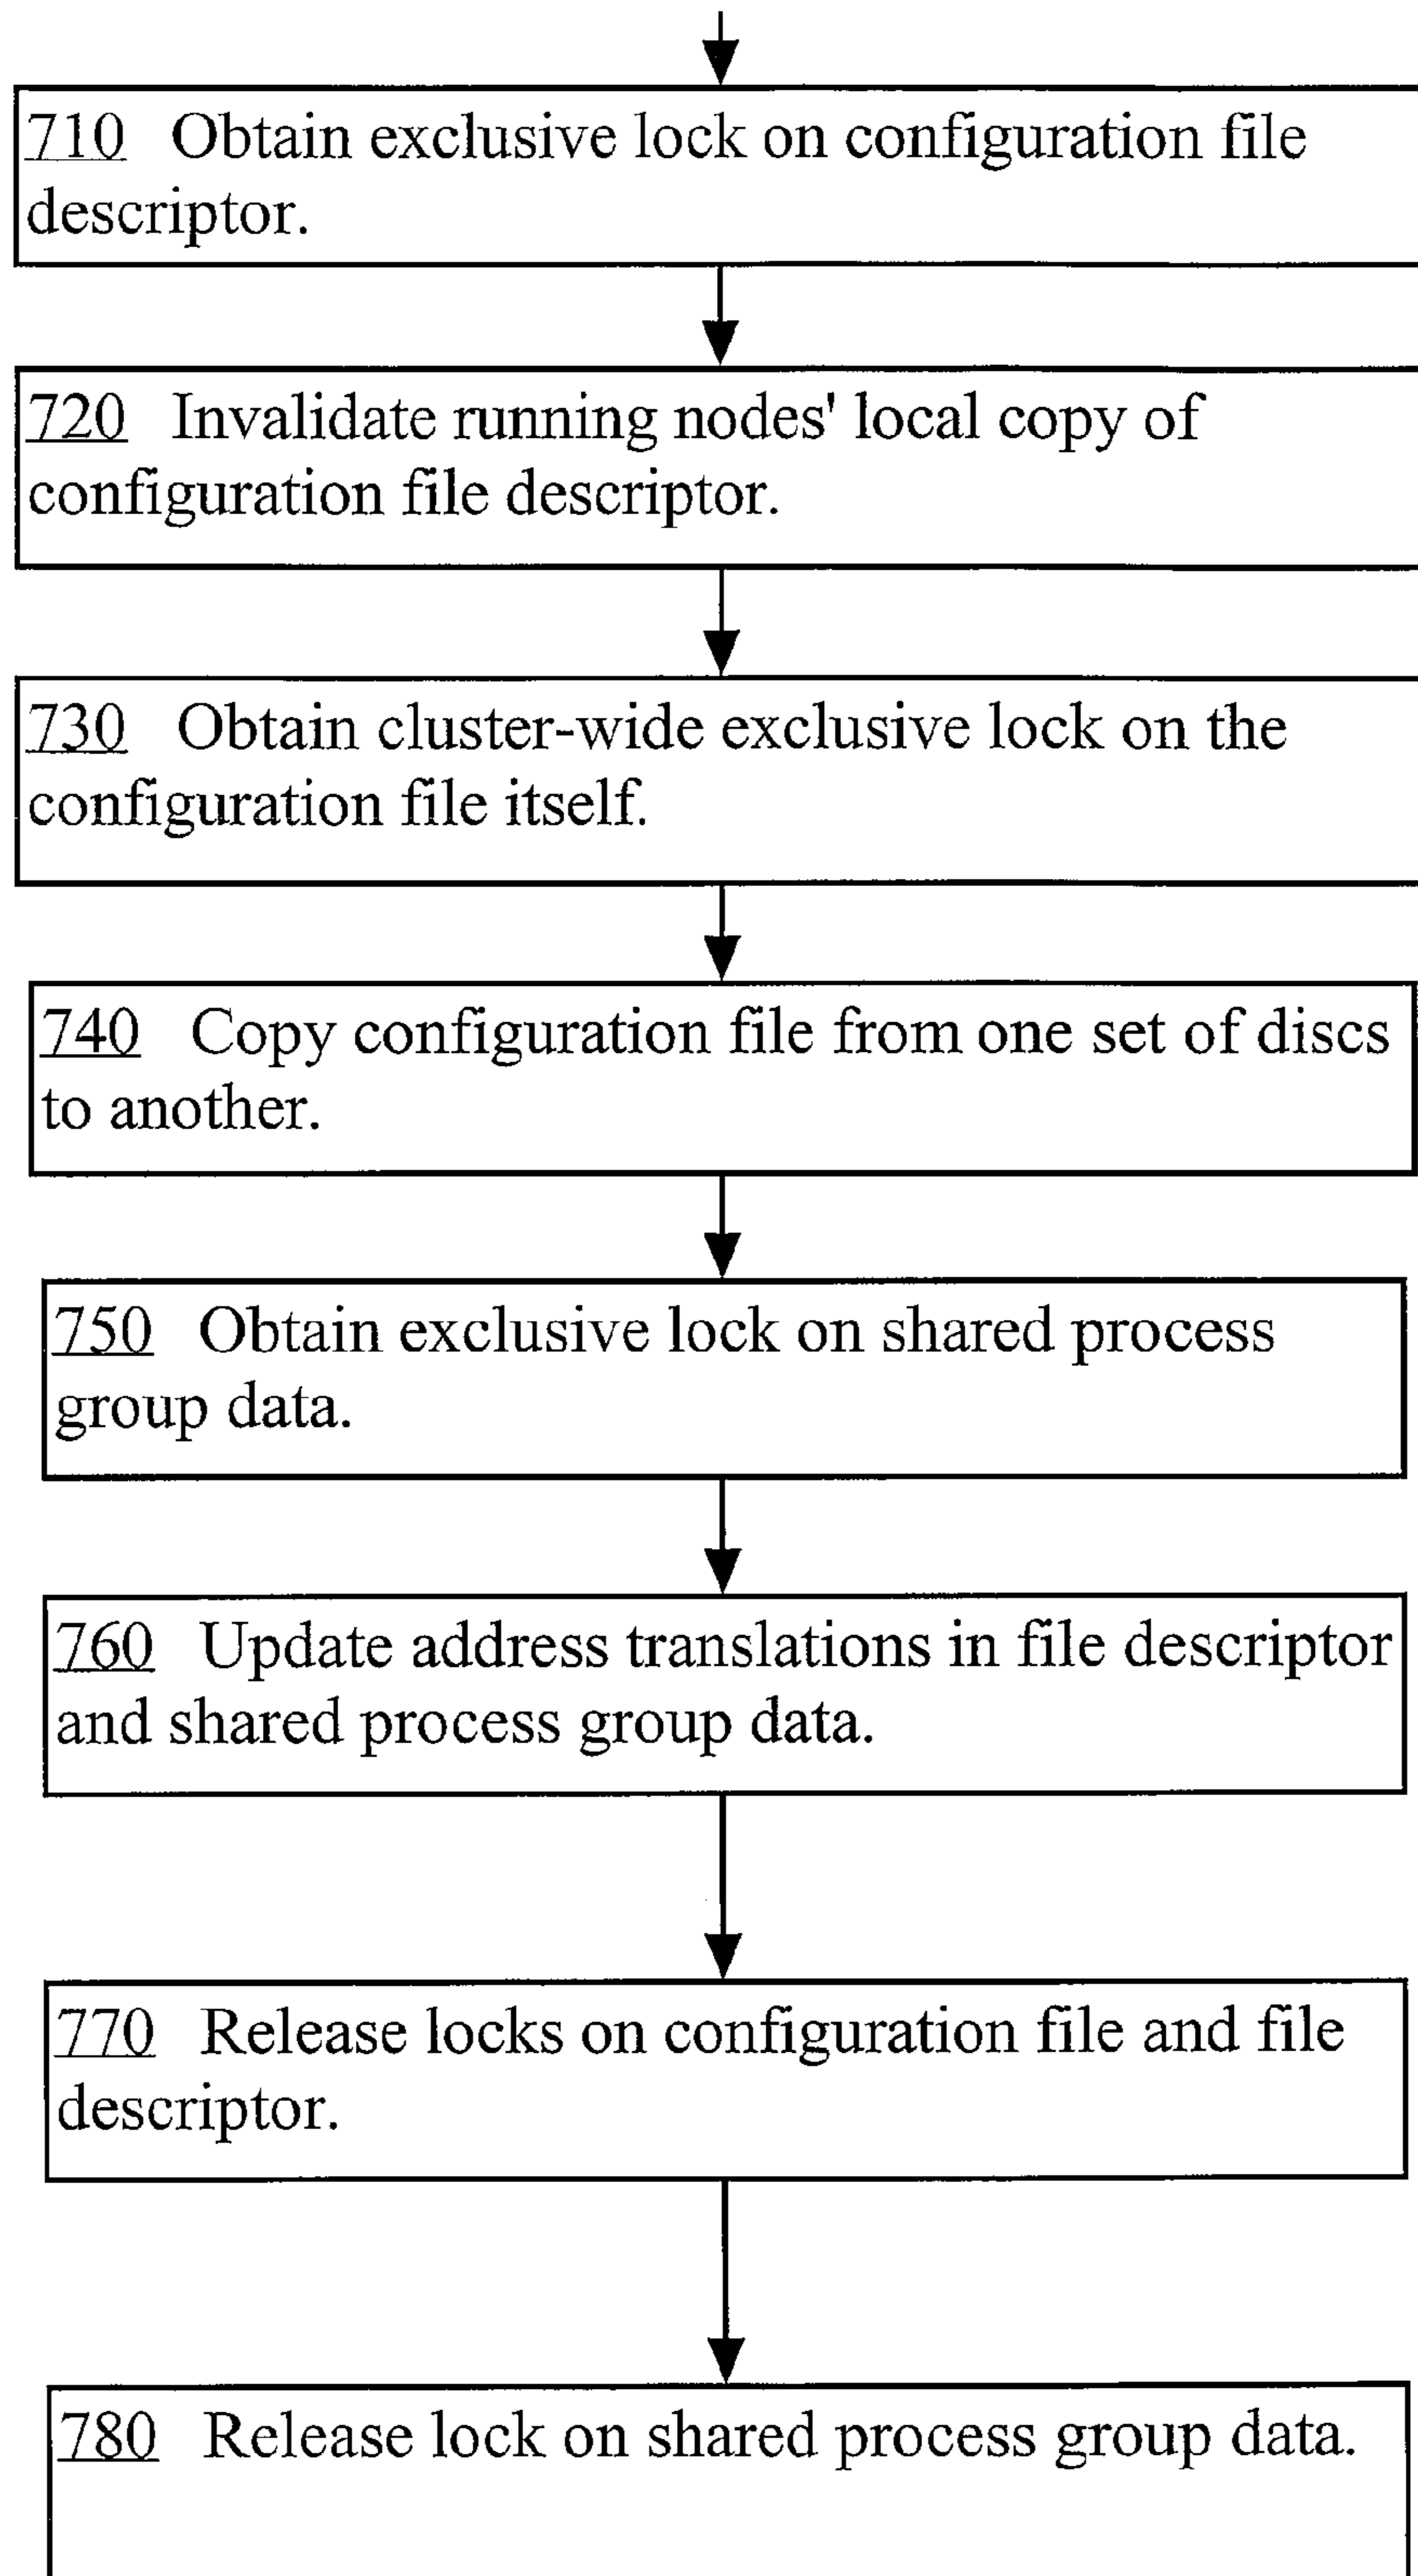 710 Obtain exclusive lock on configuration file
descriptor.
720 Invalidate running nodes' local copy of
configuration file descriptor.
730 Obtain cluster-wide exclusive lock on the
configuration file itself.
740 Copy configuration file from one set of discs
to another.
750 Obtain exclusive lock on shared process
group data.
760 Update address translations in file descriptor
and shared process group data.
770 Release locks on configuration file and file
descriptor.
780 Release lock on shared process group data.